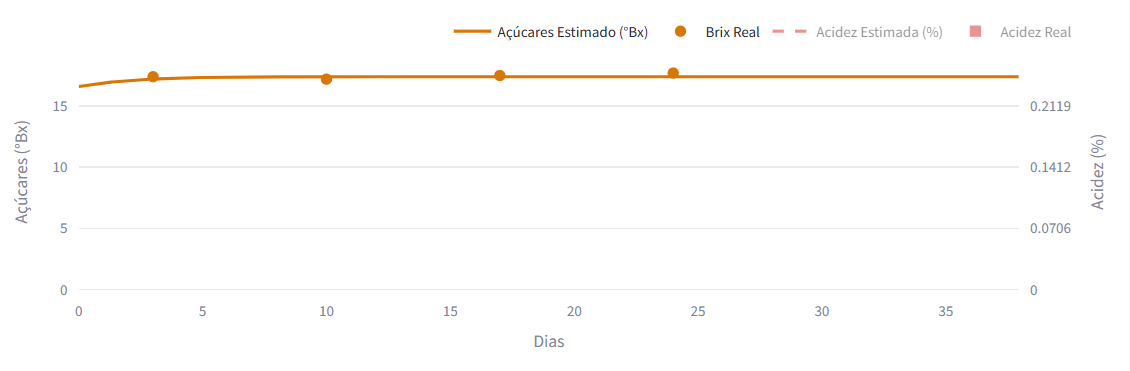 Açúcares Estimado (°Bx) Brix Real Acidez Estimada (%) Acidez Real
15 0.2119
10 0.1412
5 0.0706
0 0
0 5 10 15 20 25 30 35
Dias
Açúcares (°Bx)
Acidez (%)